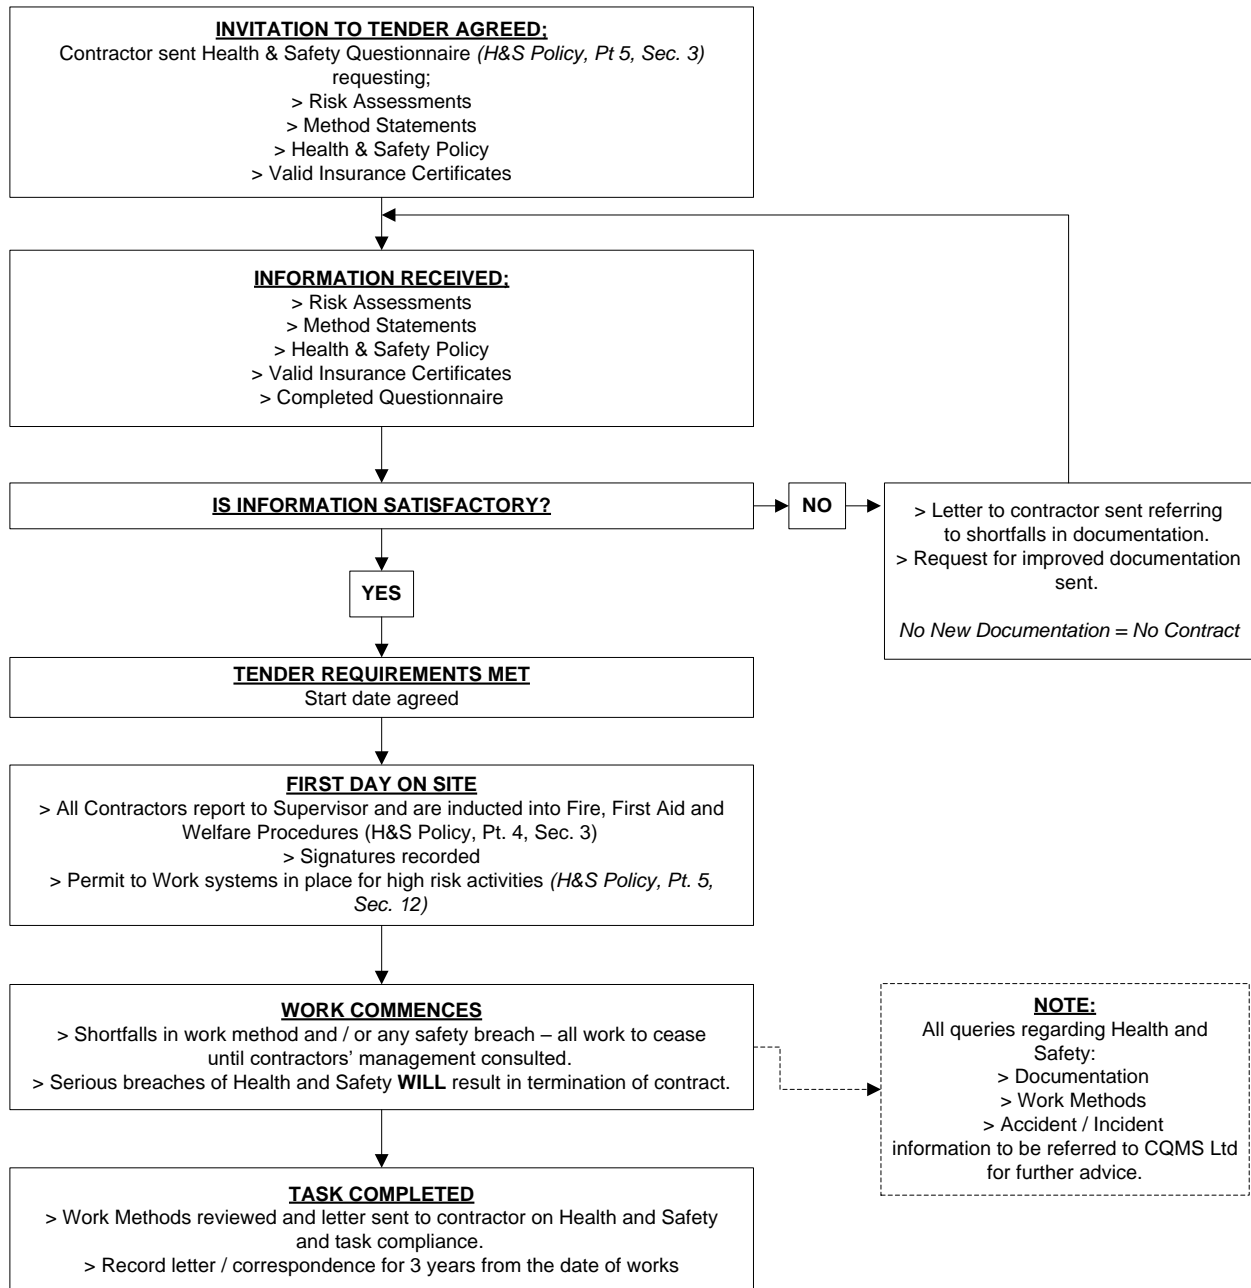 INVITATION TO TENDER AGREED;
Contractor sent Health & Safety Questionnaire (H&S Policy, Pt 5, Sec. 3)
requesting;
> Risk Assessments
> Method Statements
> Health & Safety Policy
> Valid Insurance Certificates
INFORMATION RECEIVED;
> Risk Assessments
> Method Statements
> Health & Safety Policy
> Valid Insurance Certificates
> Completed Questionnaire
IS INFORMATION SATISFACTORY?
NO
> Letter to contractor sent referring
to shortfalls in documentation.
> Request for improved documentation
sent.
No New Documentation = No Contract
YES
TENDER REQUIREMENTS MET
Start date agreed
FIRST DAY ON SITE
> All Contractors report to Supervisor and are inducted into Fire, First Aid and
Welfare Procedures (H&S Policy, Pt. 4, Sec. 3)
> Signatures recorded
> Permit to Work systems in place for high risk activities (H&S Policy, Pt. 5,
Sec. 12)
WORK COMMENCES
> Shortfalls in work method and / or any safety breach – all work to cease
until contractors' management consulted.
> Serious breaches of Health and Safety WILL result in termination of contract.
NOTE:
All queries regarding Health and
Safety:
> Documentation
> Work Methods
> Accident / Incident
information to be referred to CQMS Ltd
for further advice.
TASK COMPLETED
> Work Methods reviewed and letter sent to contractor on Health and Safety
and task compliance.
> Record letter / correspondence for 3 years from the date of works